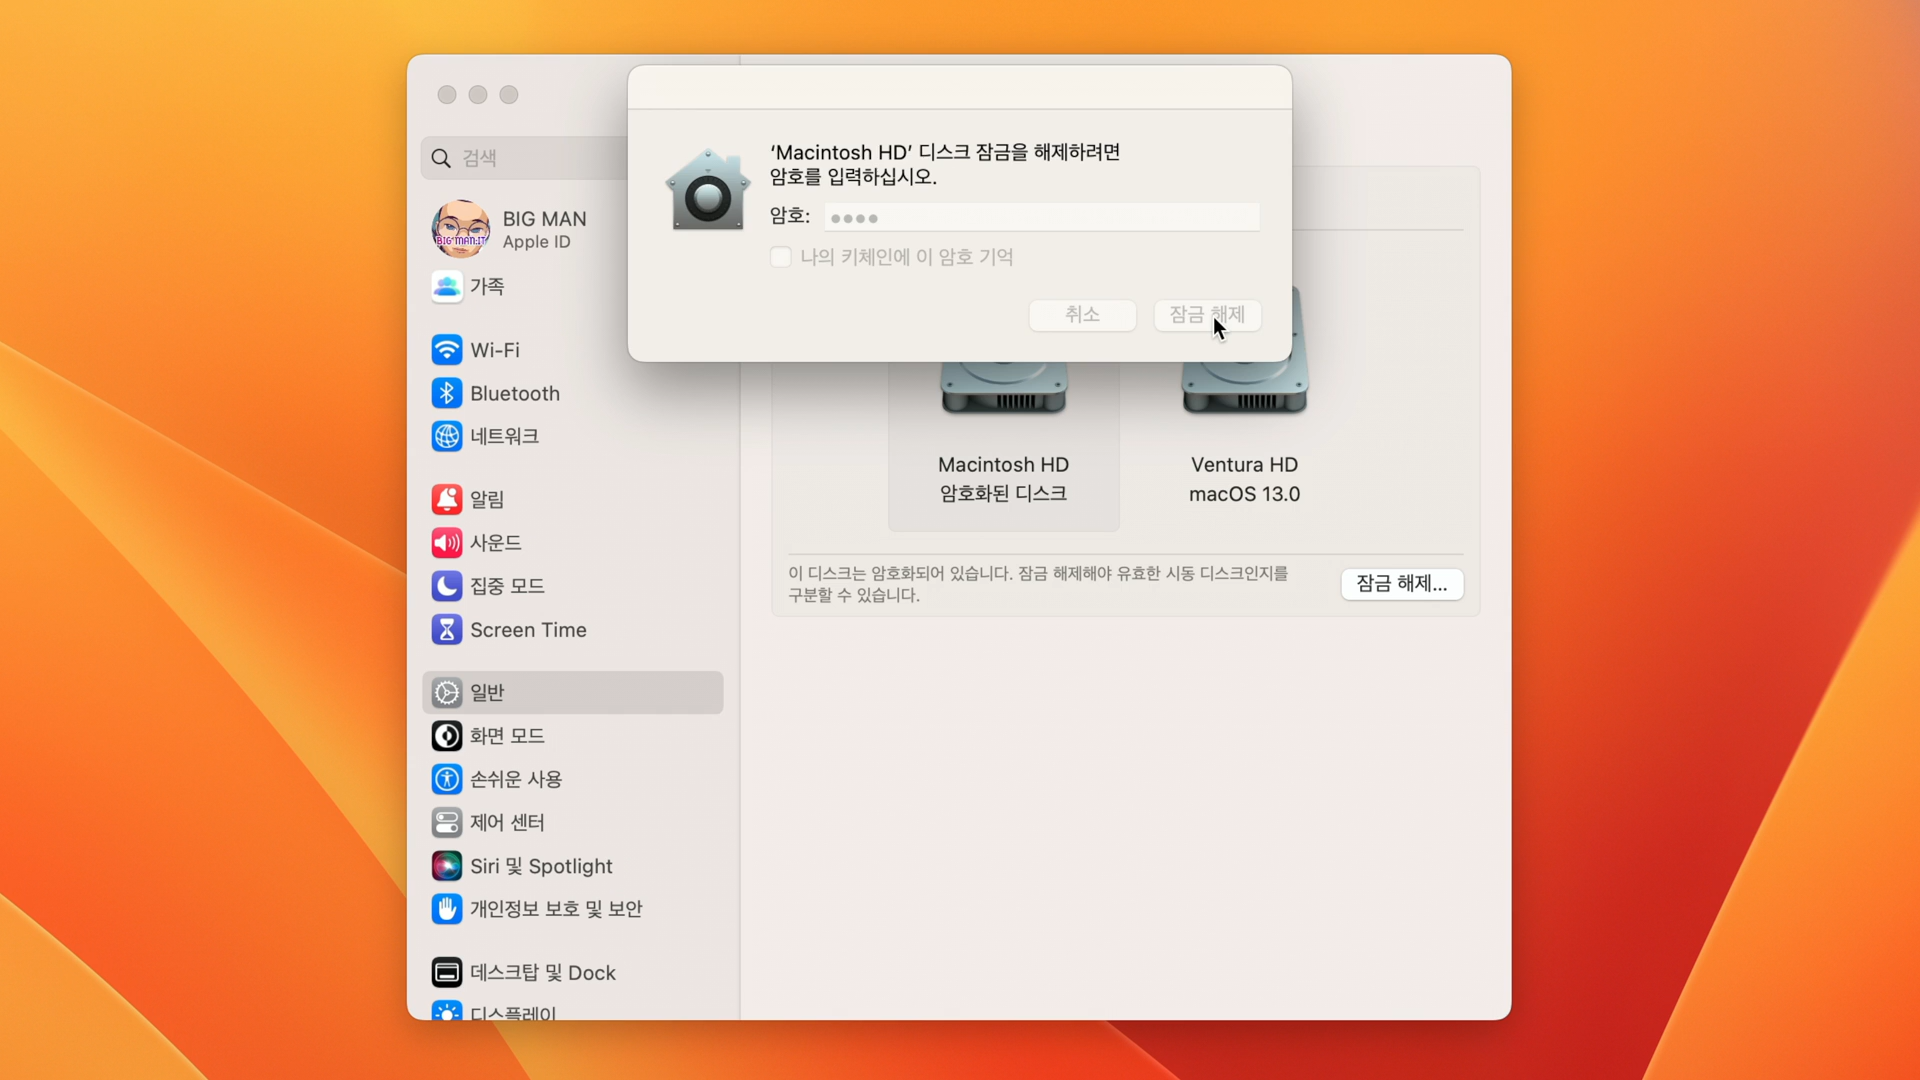 검색
BIG MAN
Apple ID
BIG MAN:IT
가족
Wi-Fi
Bluetooth
네트워크
알림
사운드
집중 모드
Screen Time
일반
화면 모드
손쉬운 사용
제어 센터
Siri 및 Spotlight
개인정보 보호 및 보안
데스크탑 및 Dock
디스플레이
‘Macintosh HD’ 디스크 잠금을 해제하려면
암호를 입력하십시오.
암호:
나의 키체인에 이 암호 기억
취소
잠금 해제
Macintosh HD
암호화된 디스크
Ventura HD
macOS 13.0
이 디스크는 암호화되어 있습니다. 잠금 해제해야 유효한 시동 디스크인지를
구분할 수 있습니다.
잠금 해제...